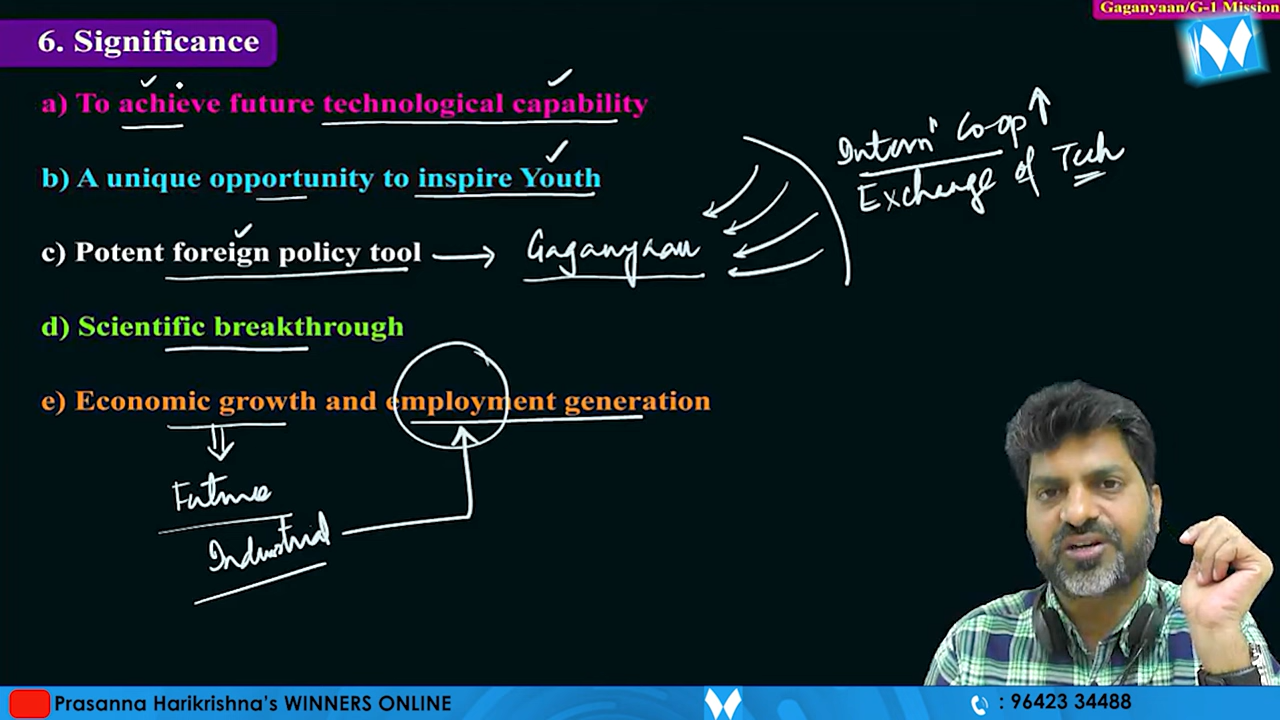 Gaganyaan/G-1 Mission
6. Significance
a) To achieve future technological capability
Intern" Co-op ↑
Exchange of Tech
b) A unique opportunity to inspire Youth
c) Potent foreign policy tool → Gaganyaan
d) Scientific breakthrough
e) Economic growth and employment generation
Future
Industrial
Prasanna Harikrishna's WINNERS ONLINE
: 96423 34488